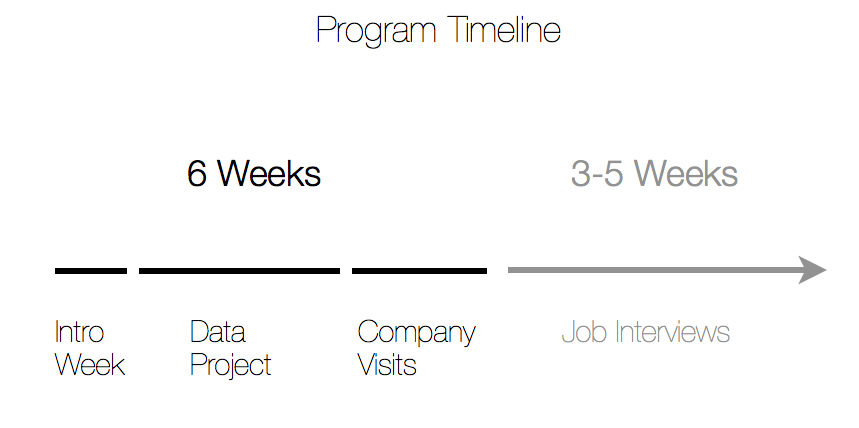 Program Timeline
6 Weeks
3-5 Weeks
Intro
Week
Data
Project
Company
Visits
Job Interviews